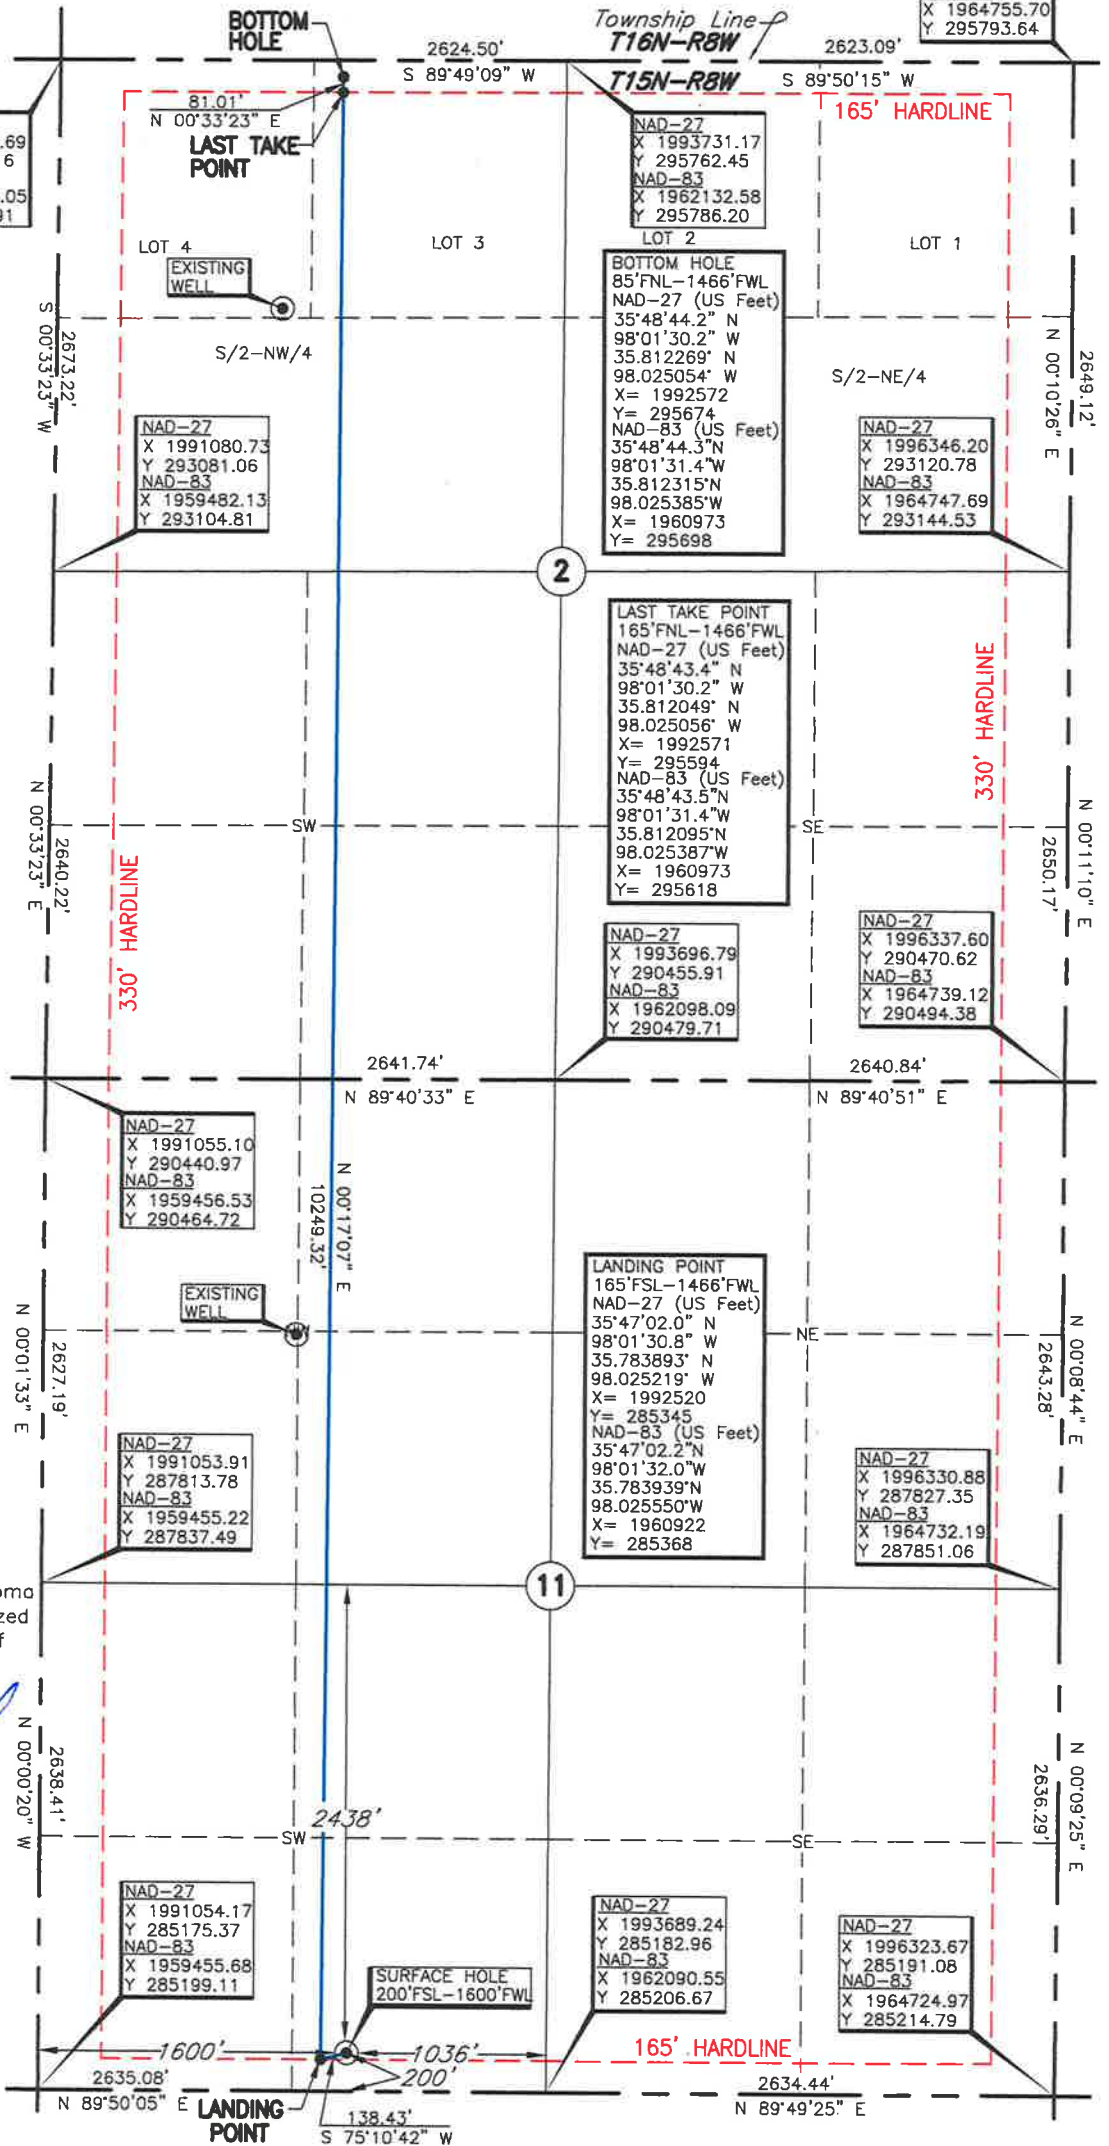 BOTTOM
HOLE
Township Line
T16N-R8W
X 1964755.70
Y 295793.64
2624.50'
S 89°49'09" W
T15N-R8W
2623.09'
S 89°50'15" W
81.01'
N 00°33'23" E
LAST TAKE
POINT
165' HARDLINE
.69
6
.05
91
NAD-27
X 1993731.17
Y 295762.45
NAD-83
X 1962132.58
Y 295786.20
LOT 4
LOT 3
LOT 2
LOT 1
EXISTING
WELL
BOTTOM HOLE
85'FNL-1466'FWL
NAD-27 (US Feet)
35°48'44.2" N
98°01'30.2" W
35.812269° N
98.025054° W
X= 1992572
Y= 295674
NAD-83 (US Feet)
35°48'44.3"N
98°01'31.4"W
35.812315°N
98.025385°W
X= 1960973
Y= 295698
S 00°33'23" W
2673.22'
S/2-NW/4
S/2-NE/4
N 00°10'26" E
2649.12'
NAD-27
X 1991080.73
Y 293081.06
NAD-83
X 1959482.13
Y 293104.81
NAD-27
X 1996346.20
Y 293120.78
NAD-83
X 1964747.69
Y 293144.53
2
LAST TAKE POINT
165'FNL-1466'FWL
NAD-27 (US Feet)
35°48'43.4" N
98°01'30.2" W
35.812049° N
98.025056° W
X= 1992571
Y= 295594
NAD-83 (US Feet)
35°48'43.5"N
98°01'31.4"W
35.812095°N
98.025387°W
X= 1960973
Y= 295618
330' HARDLINE
N 00°33'23" E
2640.22'
SW
SE
N 00°11'10" E
2650.17'
330' HARDLINE
NAD-27
X 1993696.79
Y 290455.91
NAD-83
X 1962098.09
Y 290479.71
NAD-27
X 1996337.60
Y 290470.62
NAD-83
X 1964739.12
Y 290494.38
2641.74'
N 89°40'33" E
2640.84'
N 89°40'51" E
NAD-27
X 1991055.10
Y 290440.97
NAD-83
X 1959456.53
Y 290464.72
N 00°17'07" E
10249.32'
LANDING POINT
165'FSL-1466'FWL
NAD-27 (US Feet)
35°47'02.0" N
98°01'30.8" W
35.783893° N
98.025219° W
X= 1992520
Y= 285345
NAD-83 (US Feet)
35°47'02.2"N
98°01'32.0"W
35.783939°N
98.025550°W
X= 1960922
Y= 285368
EXISTING
WELL
N 00°01'33" E
2627.19'
NE
N 00°08'44" E
2643.28'
NAD-27
X 1991053.91
Y 287813.78
NAD-83
X 1959455.22
Y 287837.49
NAD-27
X 1996330.88
Y 287827.35
NAD-83
X 1964732.19
Y 287851.06
11
oma
zed
f
N 00°00'20" W
2638.41'
2438'
SW
SE
N 00°09'25" E
2636.29'
NAD-27
X 1991054.17
Y 285175.37
NAD-83
X 1959455.68
Y 285199.11
SURFACE HOLE
200'FSL-1600'FWL
NAD-27
X 1993689.24
Y 285182.96
NAD-83
X 1962090.55
Y 285206.67
NAD-27
X 1996323.67
Y 285191.08
NAD-83
X 1964724.97
Y 285214.79
1600'
1036'
165' HARDLINE
200'
2635.08'
N 89°50'05" E
LANDING
POINT
138.43'
S 75°10'42" W
2634.44'
N 89°49'25" E